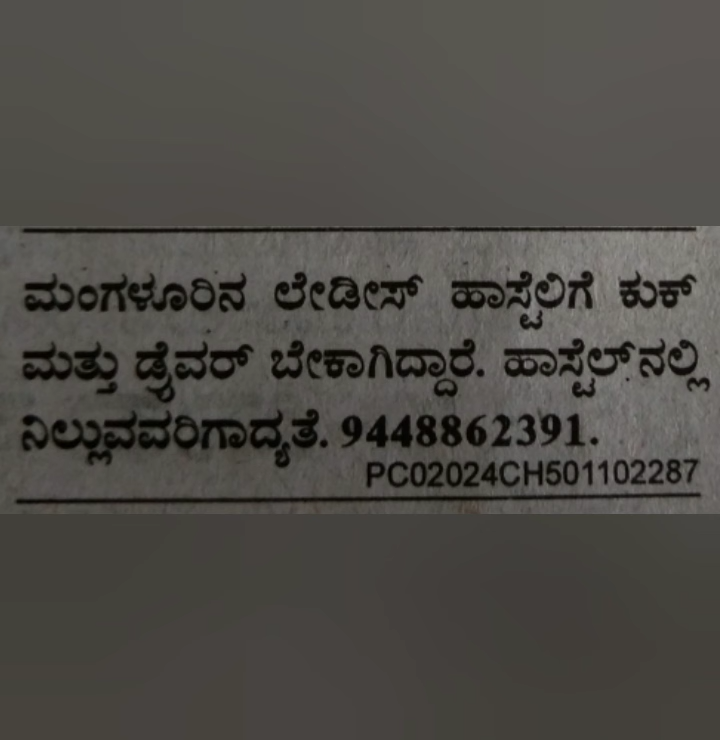 ಮಂಗಳೂರಿನ ಲೇಡೀಸ್ ಹಾಸ್ಟೆಲಿಗೆ ಕುಕ್
ಮತ್ತು ಡ್ರೈವರ್ ಬೇಕಾಗಿದ್ದಾರೆ. ಹಾಸ್ಟೆಲ್‌ನಲ್ಲಿ
ನಿಲ್ಲುವವರಿಗಾದ್ಯತೆ. 9448862391.
PC02024CH501102287